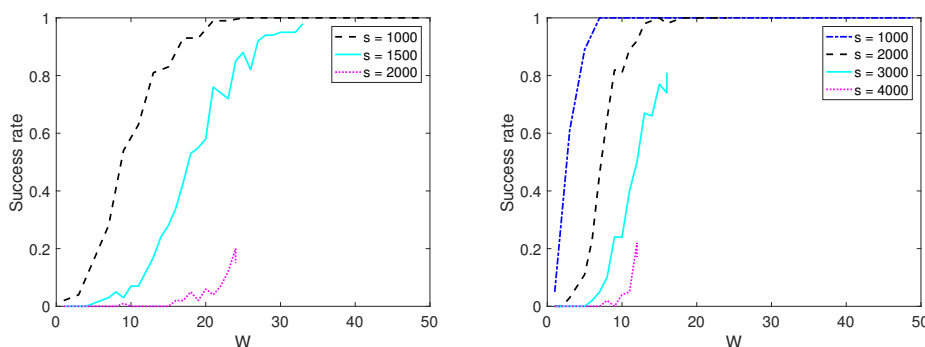 Success rate
1
0.8
0.6
0.4
0.2
0
0 10 20 30 40 50
W
s = 1000
s = 1500
s = 2000
Success rate
1
0.8
0.6
0.4
0.2
0
0 10 20 30 40 50
W
s = 1000
s = 2000
s = 3000
s = 4000